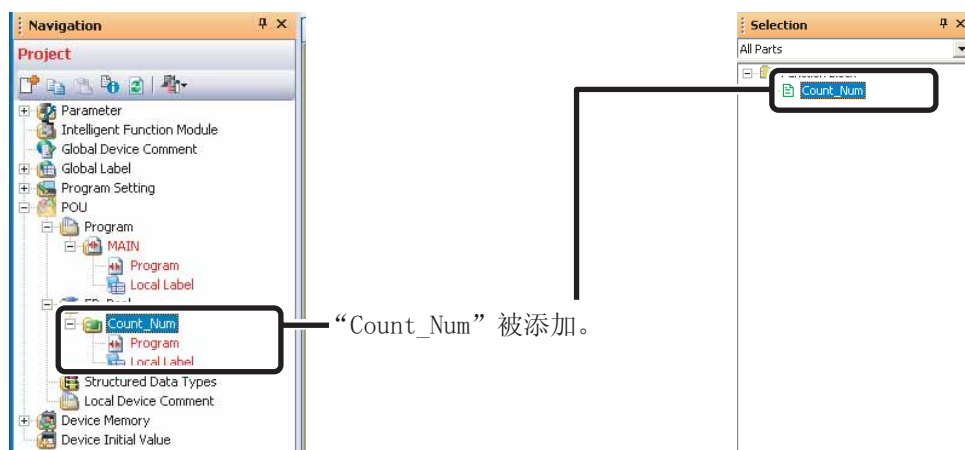 Navigation
Project
Parameter
Intelligent Function Module
Global Device Comment
Global Label
Program Setting
POU
Program
MAIN
Program
Local Label
Count_Num
Program
Local Label
Structured Data Types
Local Device Comment
Device Memory
Device Initial Value
“Count_Num”被添加。
Selection
All Parts
Function Block
Count_Num